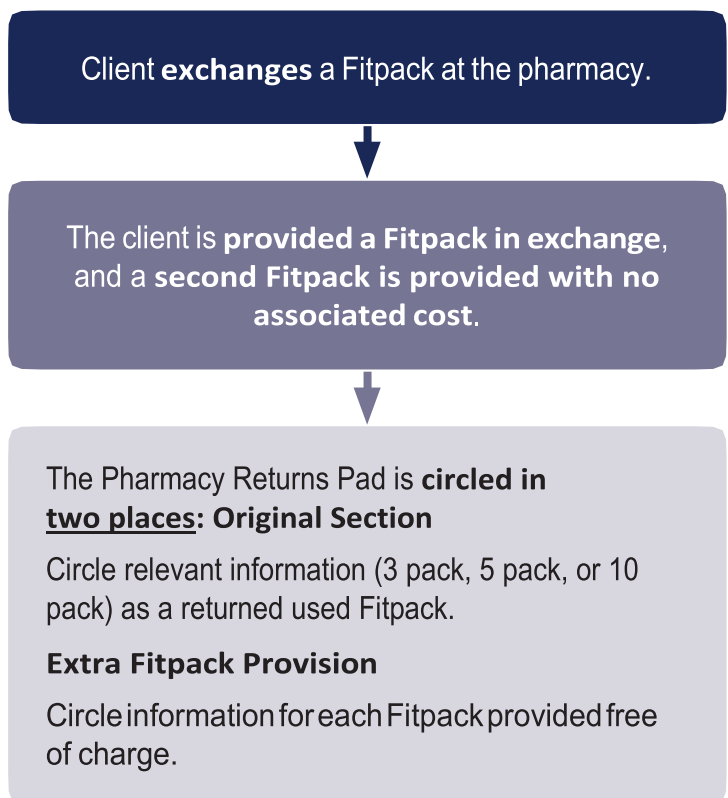 Client exchanges a Fitpack at the pharmacy.
The client is provided a Fitpack in exchange,
and a second Fitpack is provided with no
associated cost.
The Pharmacy Returns Pad is circled in
two places: Original Section
Circle relevant information (3 pack, 5 pack, or 10
pack) as a returned used Fitpack.
Extra Fitpack Provision
Circle information for each Fitpack provided free
of charge.